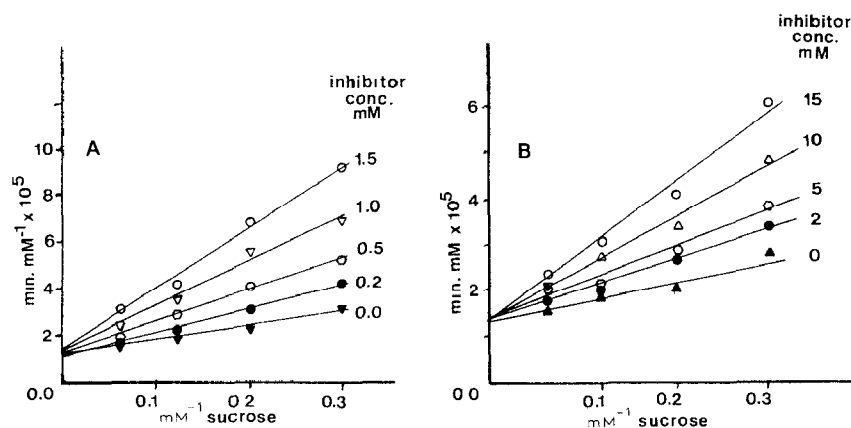 inhibitor
conc.
mM
A
10
8
6
4
2
0.0
min. mM⁻¹ x 10⁵
1.5
1.0
0.5
0.2
0.0
0.1
0 2
0.3
mM⁻¹ sucrose
inhibitor
conc.
mM
B
6
4
2
0 0
min. mM x 10⁵
15
10
5
2
0
0.1
0.2
0.3
mM⁻¹ sucrose